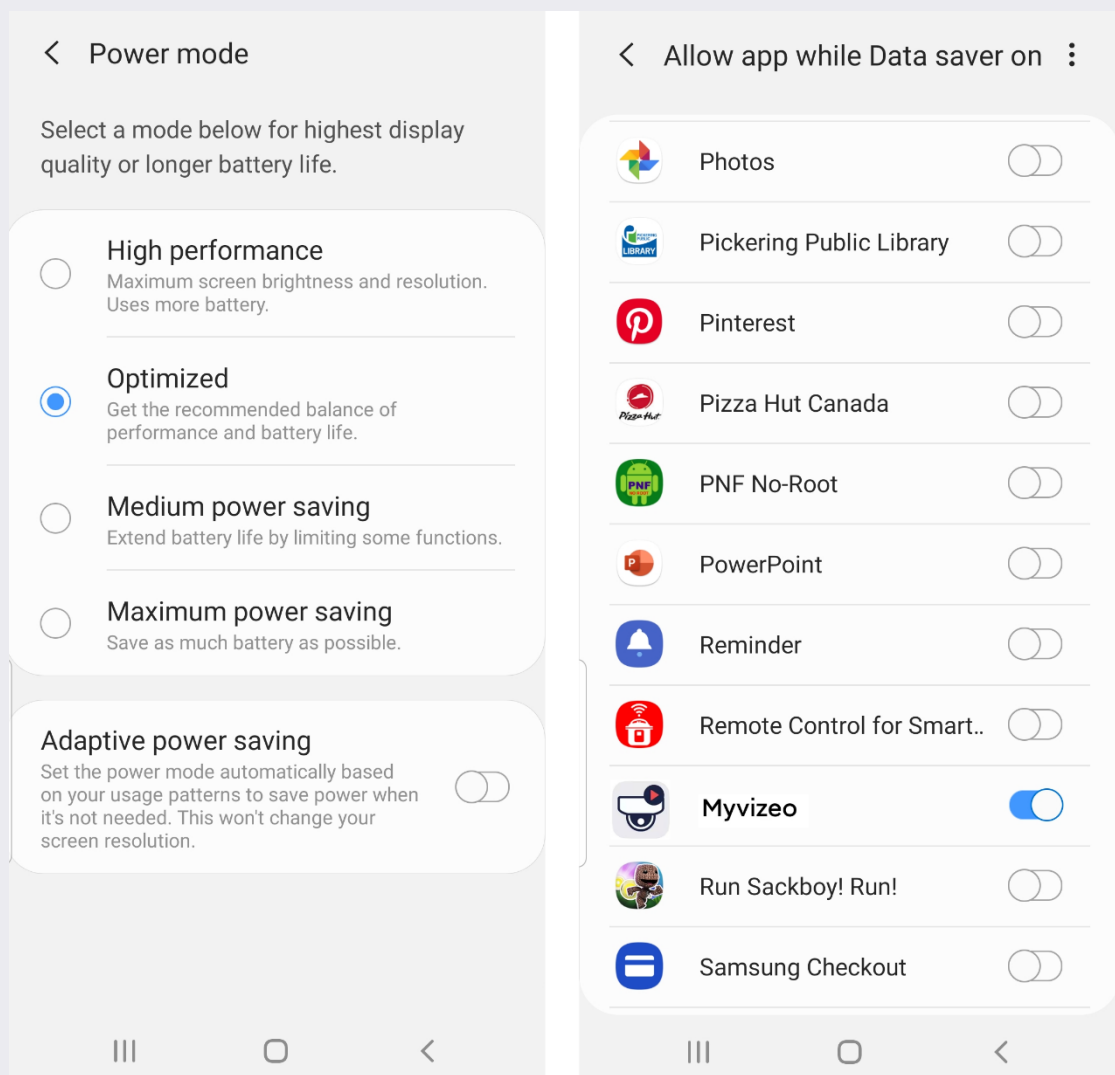 Power mode
Select a mode below for highest display
quality or longer battery life.
High performance
Maximum screen brightness and resolution.
Uses more battery.
Optimized
Get the recommended balance of
performance and battery life.
Medium power saving
Extend battery life by limiting some functions.
Maximum power saving
Save as much battery as possible.
Adaptive power saving
Set the power mode automatically based
on your usage patterns to save power when
it's not needed. This won't change your
screen resolution.
Allow app while Data saver on
Photos
LIBRARY
Pickering Public Library
Pinterest
Pizza Hut
Pizza Hut Canada
PNF
PNF No-Root
P
PowerPoint
Reminder
Remote Control for Smart..
Myvizeo
Run Sackboy! Run!
Samsung Checkout